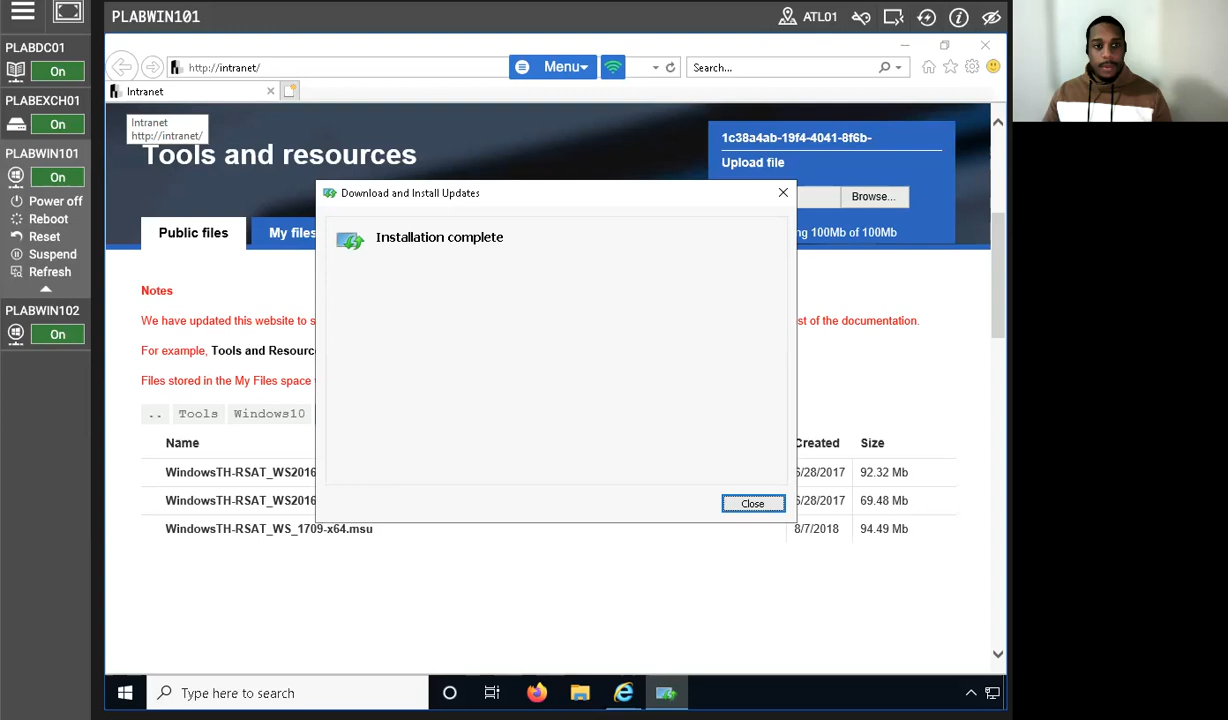 PLABWIN101
ATL01
PLABDC01
On
PLABEXCH01
On
PLABWIN101
On
Power off
Reboot
Reset
Suspend
Refresh
PLABWIN102
On
http://intranet/
Menu
Search...
Intranet
Intranet
http://intranet/
Tools and resources
1c38a4ab-19f4-4041-8f6b-
Upload file
Browse...
ng 100Mb of 100Mb
Public files
My files
Download and Install Updates
Installation complete
Close
Notes
We have updated this website to s
st of the documentation.
For example, Tools and Resourc
Files stored in the My Files space
..
Tools
Windows10
Name
Created
Size
WindowsTH-RSAT_WS2016
6/28/2017
92.32 Mb
WindowsTH-RSAT_WS2016
6/28/2017
69.48 Mb
WindowsTH-RSAT_WS_1709-x64.msu
8/7/2018
94.49 Mb
Type here to search